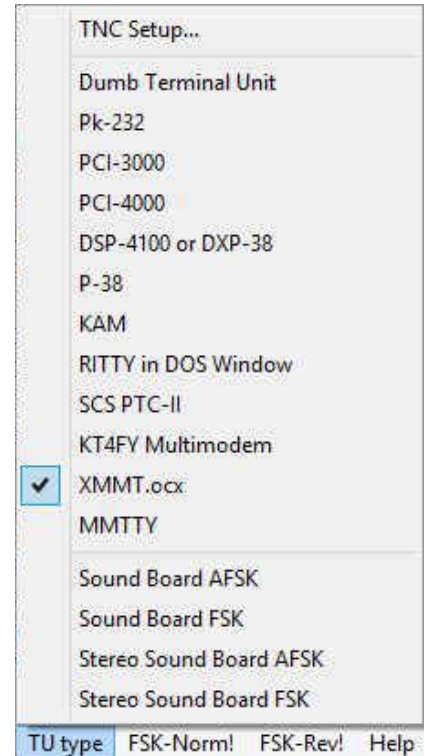 TNC Setup...
Dumb Terminal Unit
Pk-232
PCI-3000
PCI-4000
DSP-4100 or DXP-38
P-38
KAM
RITTY in DOS Window
SCS PTC-II
KT4FY Multimodem
XMMT.ocx
MMTTY
Sound Board AFSK
Sound Board FSK
Stereo Sound Board AFSK
Stereo Sound Board FSK
TU type FSK-Norm! FSK-Rev! Help